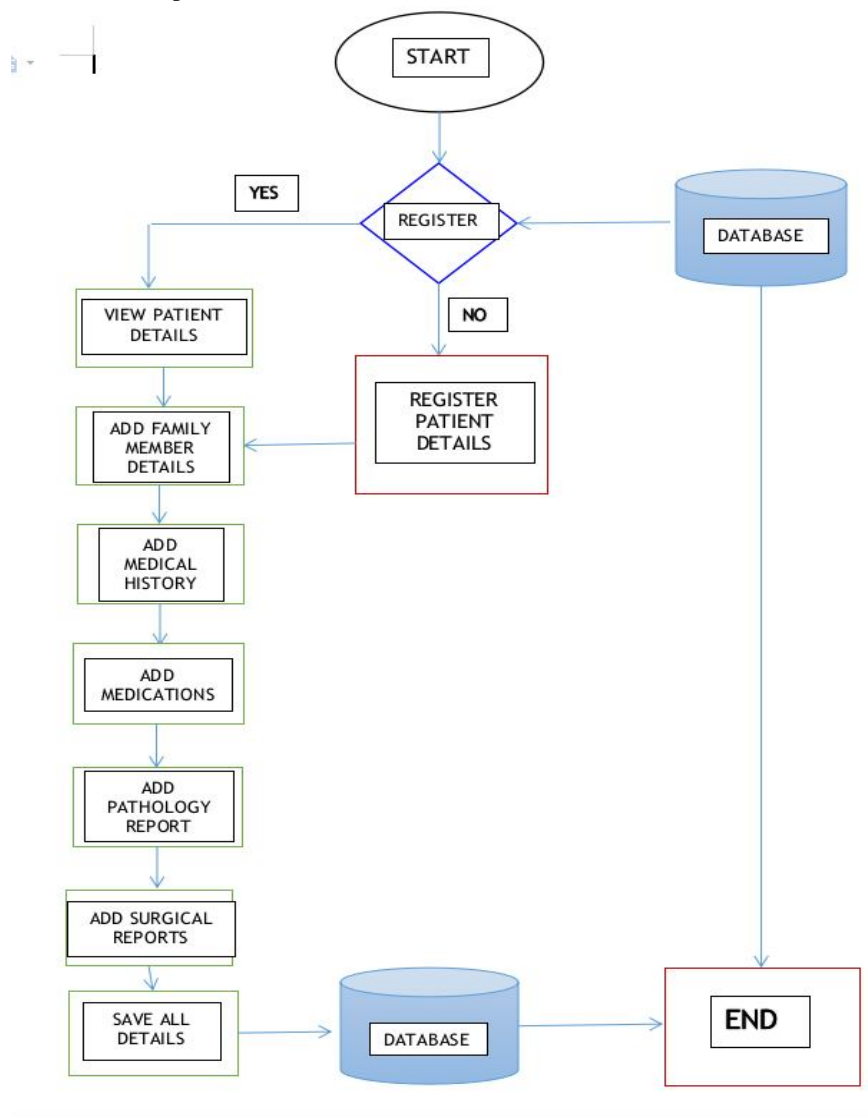 START
YES
REGISTER
DATABASE
VIEW PATIENT
DETAILS
NO
REGISTER
PATIENT
DETAILS
ADD FAMILY
MEMBER
DETAILS
ADD
MEDICAL
HISTORY
ADD
MEDICATIONS
ADD
PATHOLOGY
REPORT
ADD SURGICAL
REPORTS
SAVE ALL
DETAILS
DATABASE
END